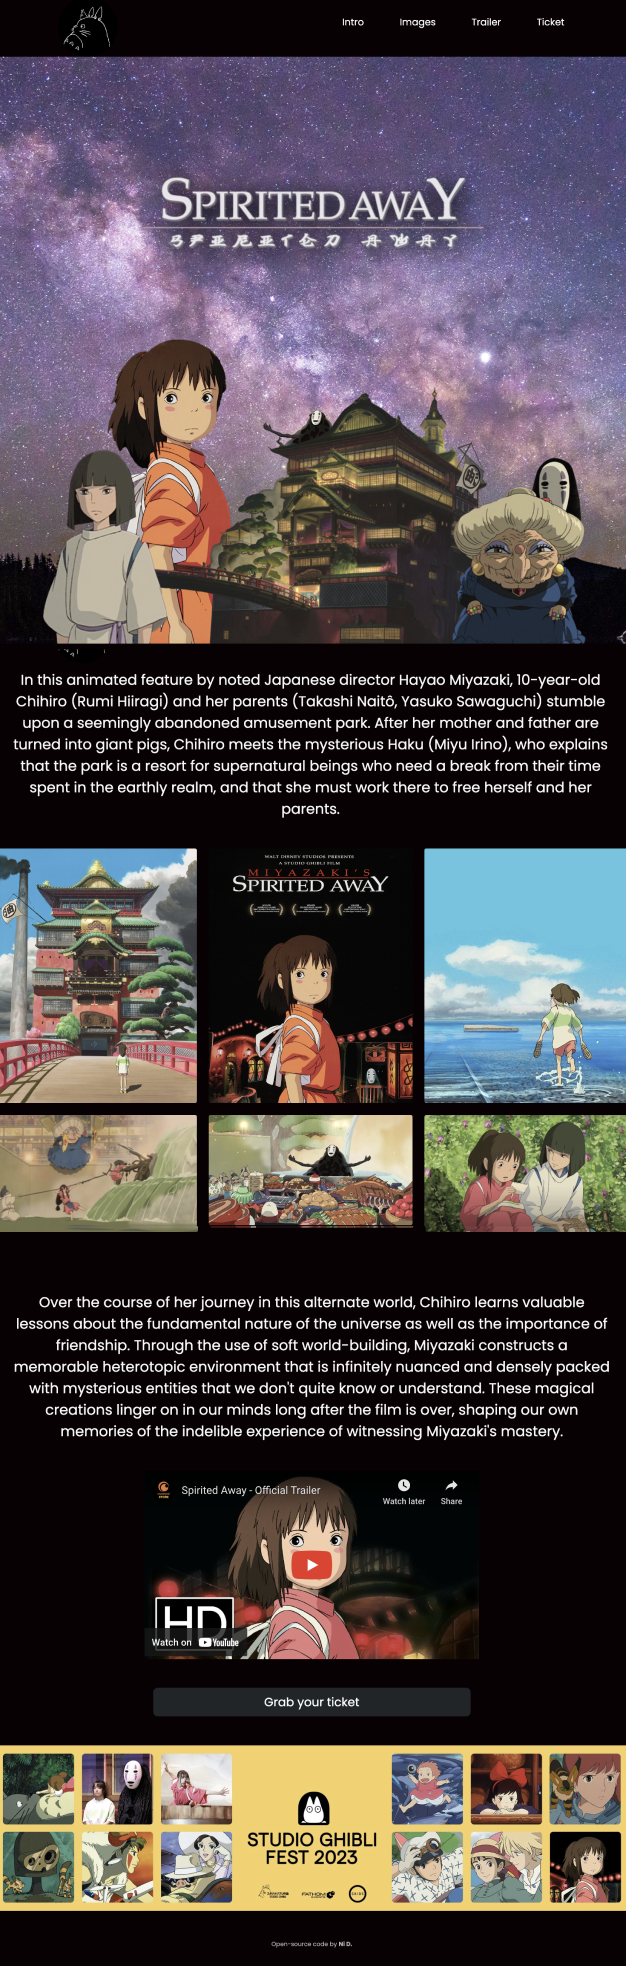 Intro Images Trailer Ticket
SPIRITED AWAY
In this animated feature by noted Japanese director Hayao Miyazaki, 10-year-old
Chihiro (Rumi Hiiragi) and her parents (Takashi Naitô, Yasuko Sawaguchi) stumble
upon a seemingly abandoned amusement park. After her mother and father are
turned into giant pigs, Chihiro meets the mysterious Haku (Miyu Irino), who explains
that the park is a resort for supernatural beings who need a break from their time
spent in the earthly realm, and that she must work there to free herself and her
parents.
WALT DISNEY STUDIOS PRESENTS
A STUDIO GHIBLI FILM
MIYAZAKI'S
SPIRITED AWAY
Over the course of her journey in this alternate world, Chihiro learns valuable
lessons about the fundamental nature of the universe as well as the importance of
friendship. Through the use of soft world-building, Miyazaki constructs a
memorable heterotopic environment that is infinitely nuanced and densely packed
with mysterious entities that we don't quite know or understand. These magical
creations linger on in our minds long after the film is over, shaping our own
memories of the indelible experience of witnessing Miyazaki's mastery.
Spirited Away - Official Trailer
Watch later Share
HD
Watch on YouTube
Grab your ticket
STUDIO GHIBLI
FEST 2023
FATHOM
Open-source code by Ni D.